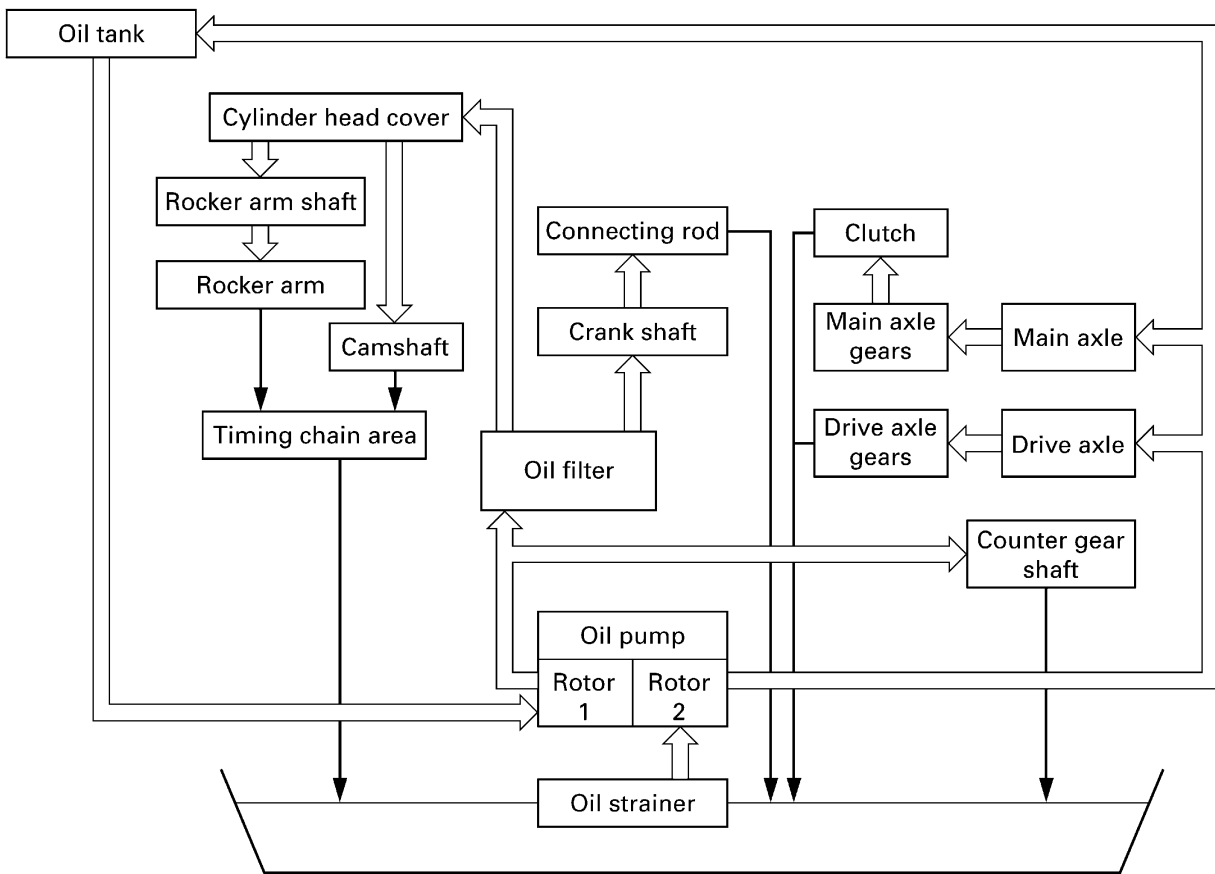 Oil tank
Cylinder head cover
Rocker arm shaft
Rocker arm
Camshaft
Timing chain area
Connecting rod
Crank shaft
Oil filter
Clutch
Main axle
gears
Main axle
Drive axle
gears
Drive axle
Counter gear
shaft
Oil pump
Rotor
1
Rotor
2
Oil strainer